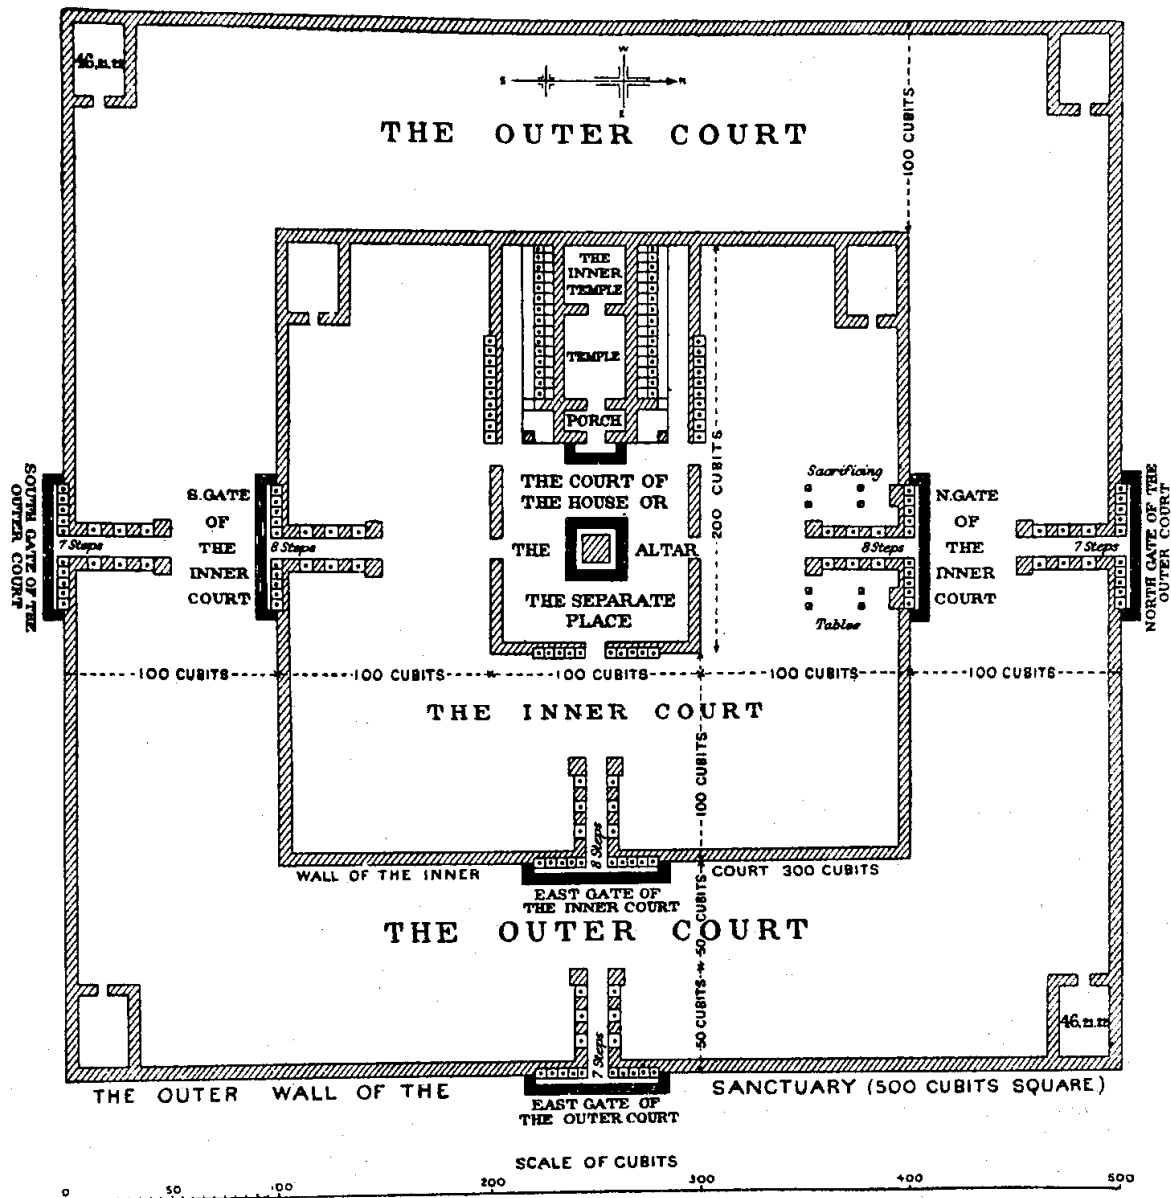 46,21,22
W
S
N
E
THE OUTER COURT
100 CUBITS
THE
INNER
TEMPLE
TEMPLE
PORCH
200 CUBITS
SOUTH GATE OF THE
OUTER COURT
7 Steps
S. GATE
OF
THE
INNER
COURT
8 Steps
THE COURT OF
THE HOUSE OR
THE ALTAR
THE SEPARATE
PLACE
Sacrificing
Tables
8 Steps
N. GATE
OF
THE
INNER
COURT
7 Steps
NORTH GATE OF THE
OUTER COURT
100 CUBITS 100 CUBITS 100 CUBITS 100 CUBITS 100 CUBITS
THE INNER COURT
100 CUBITS
8 Steps
WALL OF THE INNER COURT 300 CUBITS
EAST GATE OF
THE INNER COURT
THE OUTER COURT
50 CUBITS
50 CUBITS
7 Steps
46,21,22
THE OUTER WALL OF THE SANCTUARY (500 CUBITS SQUARE)
EAST GATE OF
THE OUTER COURT
SCALE OF CUBITS
0 50 100 200 300 400 500